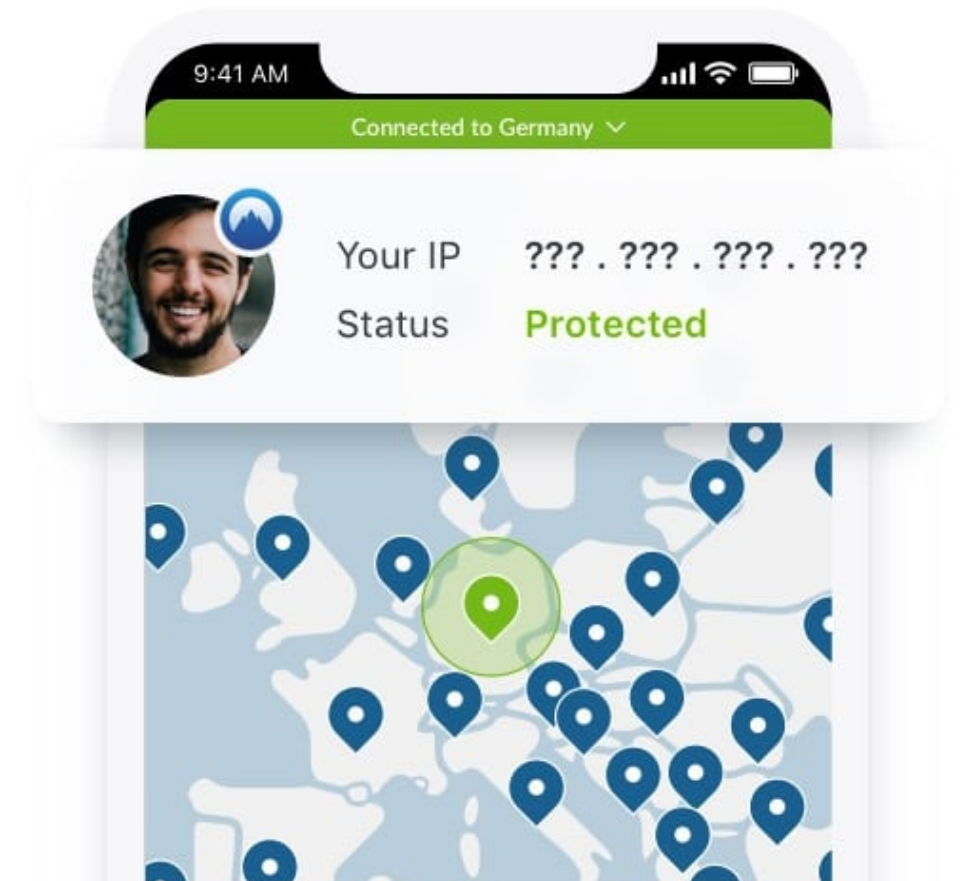 9:41 AM
Connected to Germany
Your IP ??? . ??? . ??? . ???
Status Protected